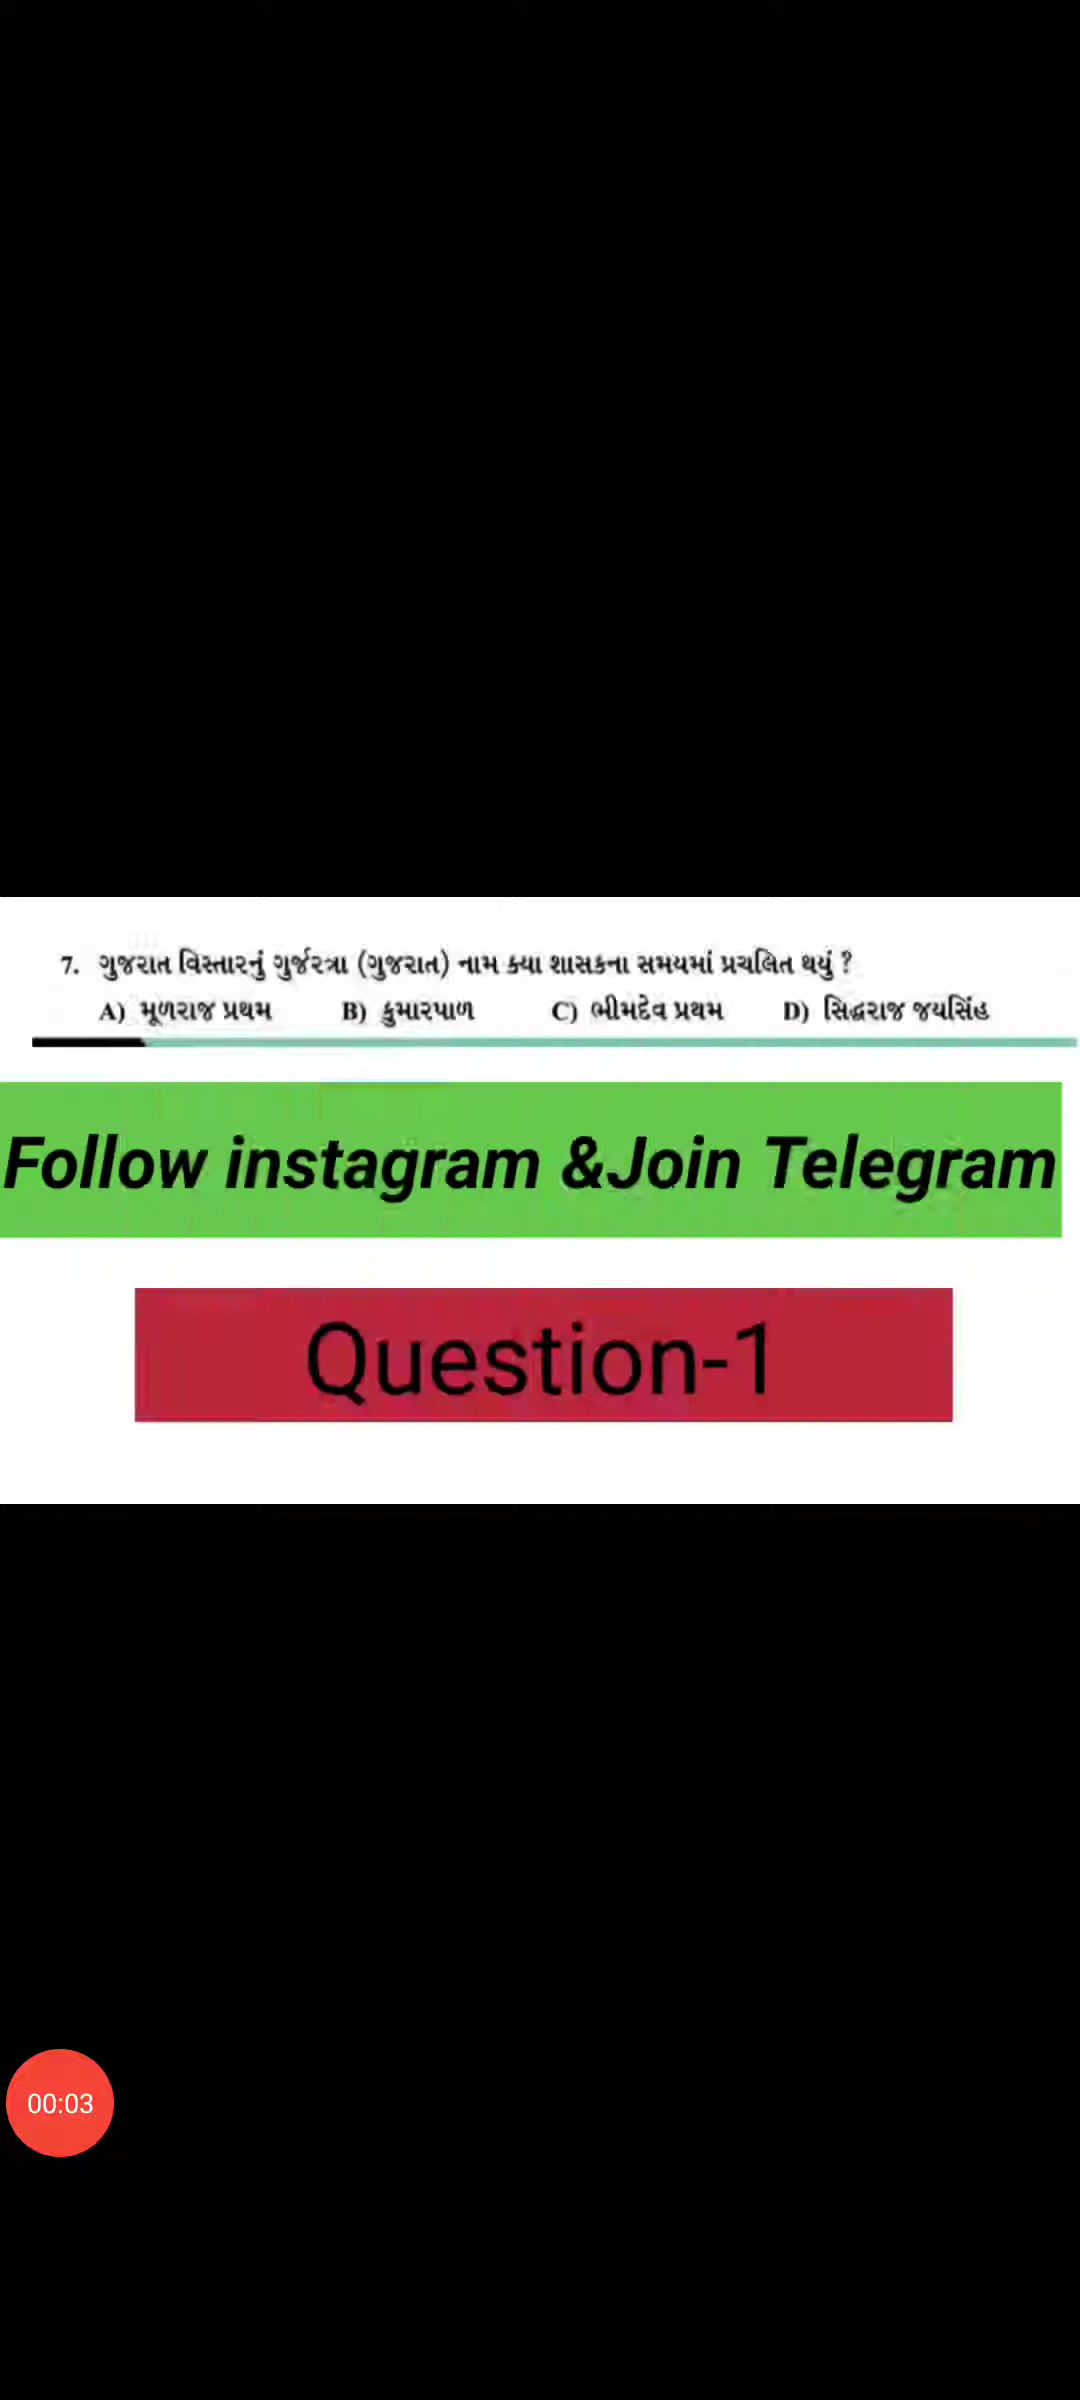 7. ગુજરાત વિસ્તારનું ગુર્જરત્રા (ગુજરાત) નામ ક્યા શાસકના સમયમાં પ્રચલિત થયું ?
A) મૂળરાજ પ્રથમ B) કુમારપાળ C) ભીમદેવ પ્રથમ D) સિદ્ધરાજ જયસિંહ
Follow instagram &Join Telegram
Question-1
00:03